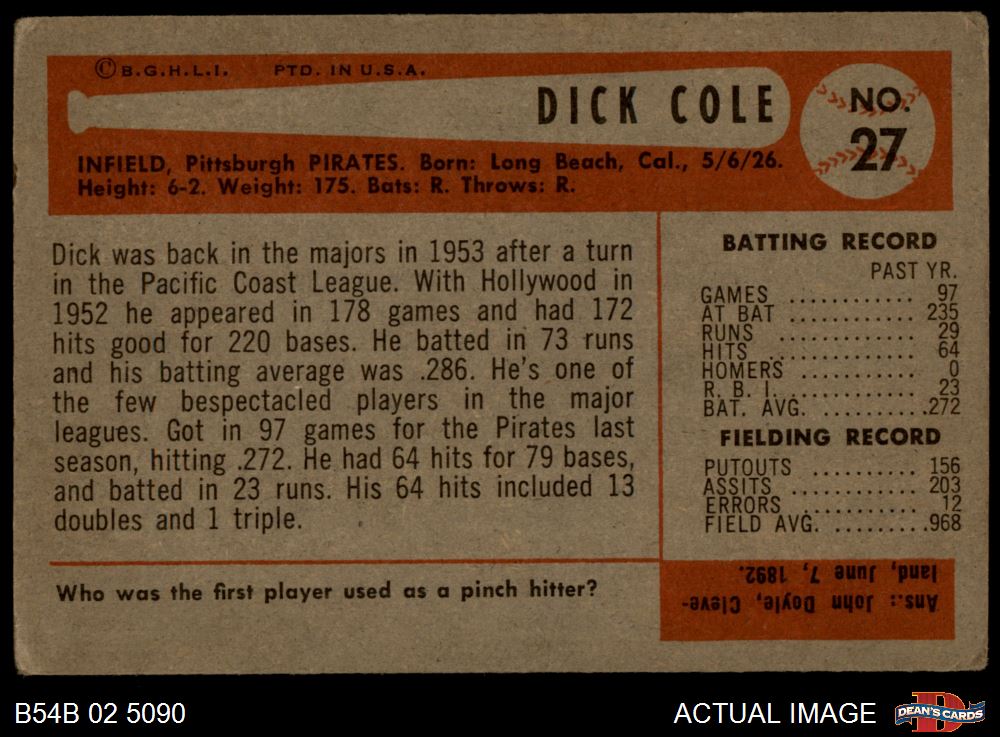 © B.G.H.L.I. PTD. IN U.S.A.
DICK COLE
NO.
27
INFIELD, Pittsburgh PIRATES. Born: Long Beach, Cal., 5/6/26.
Height: 6-2. Weight: 175. Bats: R. Throws: R.
Dick was back in the majors in 1953 after a turn
in the Pacific Coast League. With Hollywood in
1952 he appeared in 178 games and had 172
hits good for 220 bases. He batted in 73 runs
and his batting average was .286. He's one of
the few bespectacled players in the major
leagues. Got in 97 games for the Pirates last
season, hitting .272. He had 64 hits for 79 bases,
and batted in 23 runs. His 64 hits included 13
doubles and 1 triple.
Who was the first player used as a pinch hitter?
BATTING RECORD
PAST YR.
GAMES ............ 97
AT BAT ............ 235
RUNS ............ 29
HITS ............ 64
HOMERS ........... 0
R. B. I. ............ 23
BAT. AVG. ..........272
FIELDING RECORD
PUTOUTS .......... 156
ASSITS ............ 203
ERRORS ........... 12
FIELD AVG. .........968
Ans.: John Doyle, Cleve-
land, June 7, 1892.
B54B 02 5090
ACTUAL IMAGE
D
DEAN'S CARDS